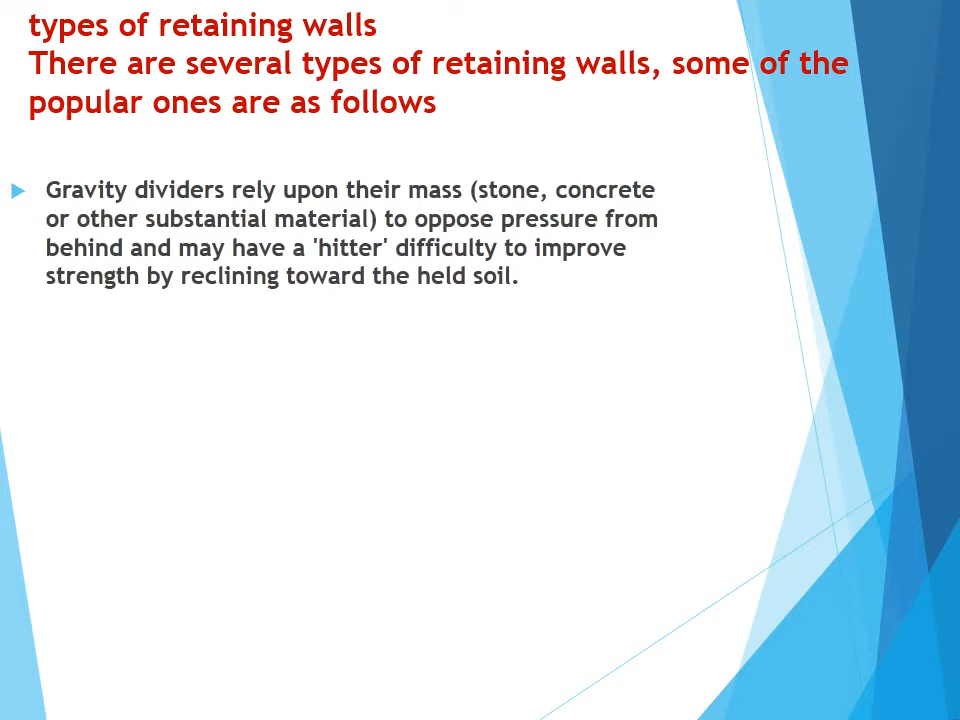 types of retaining walls
There are several types of retaining walls, some of the
popular ones are as follows
Gravity dividers rely upon their mass (stone, concrete
or other substantial material) to oppose pressure from
behind and may have a 'hitter' difficulty to improve
strength by reclining toward the held soil.